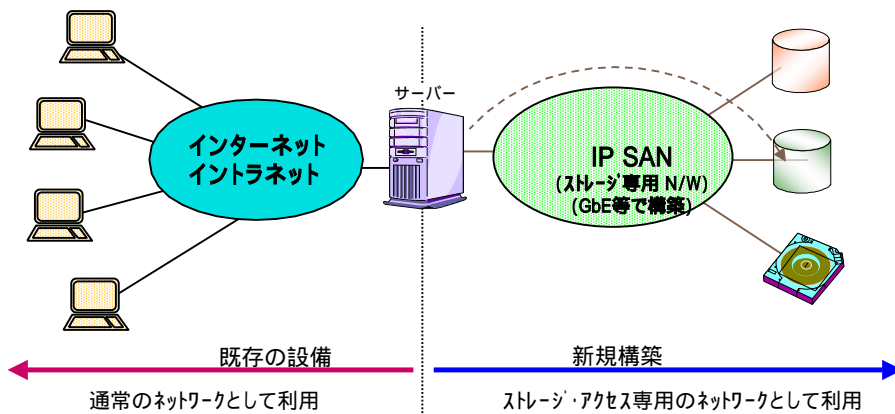 サーバー
インターネット
イントラネット
IP SAN
(ｽﾄﾚｰｼﾞ専用 N/W)
(GbE等で構築)
既存の設備
新規構築
通常のﾈｯﾄﾜｰｸとして利用
ｽﾄﾚｰｼﾞ･ｱｸｾｽ専用のﾈｯﾄﾜｰｸとして利用